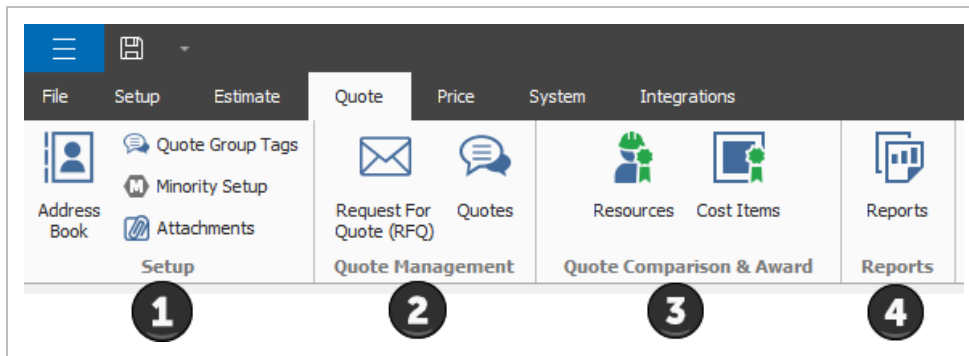 File Setup Estimate Quote Price System Integrations
Address
Book
Quote Group Tags
M Minority Setup
Attachments
Setup
Request For
Quote (RFQ)
Quotes
Quote Management
Resources Cost Items
Quote Comparison & Award
Reports
Reports
1 2 3 4